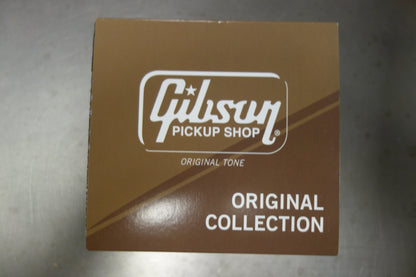 Gibson
PICKUP SHOP®
ORIGINAL TONE
ORIGINAL
COLLECTION